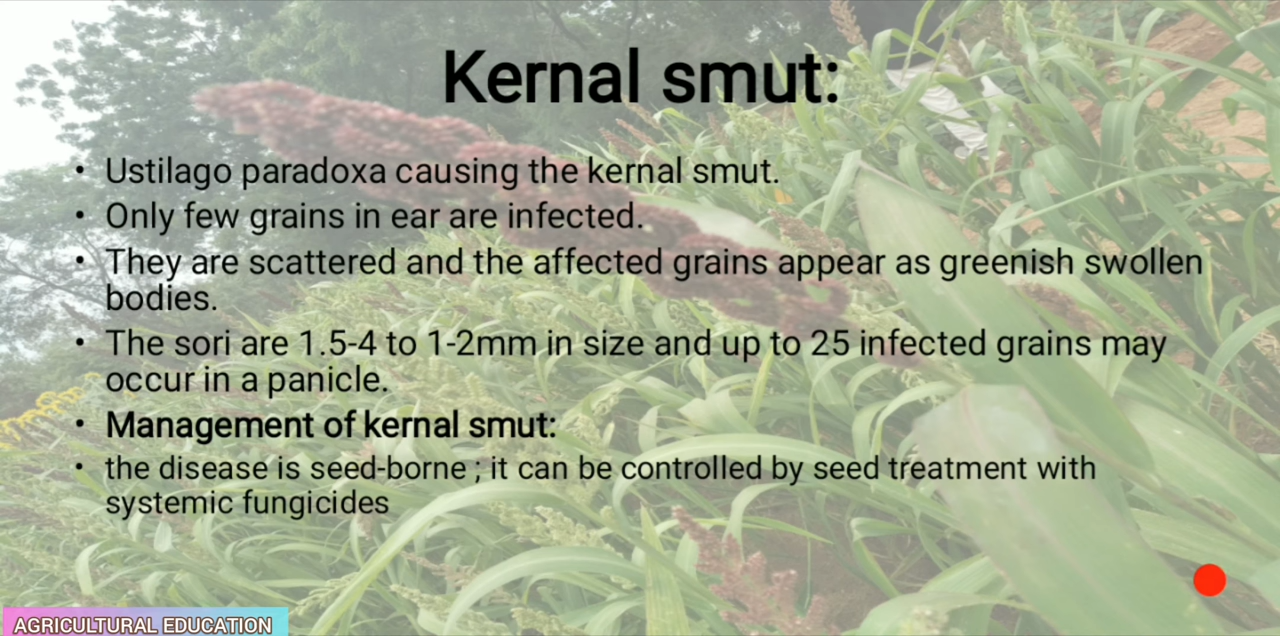 Kernal smut:
• Ustilago paradoxa causing the kernal smut.
• Only few grains in ear are infected.
• They are scattered and the affected grains appear as greenish swollen
bodies.
• The sori are 1.5-4 to 1-2mm in size and up to 25 infected grains may
occur in a panicle.
• Management of kernal smut:
• the disease is seed-borne ; it can be controlled by seed treatment with
systemic fungicides
AGRICULTURAL EDUCATION